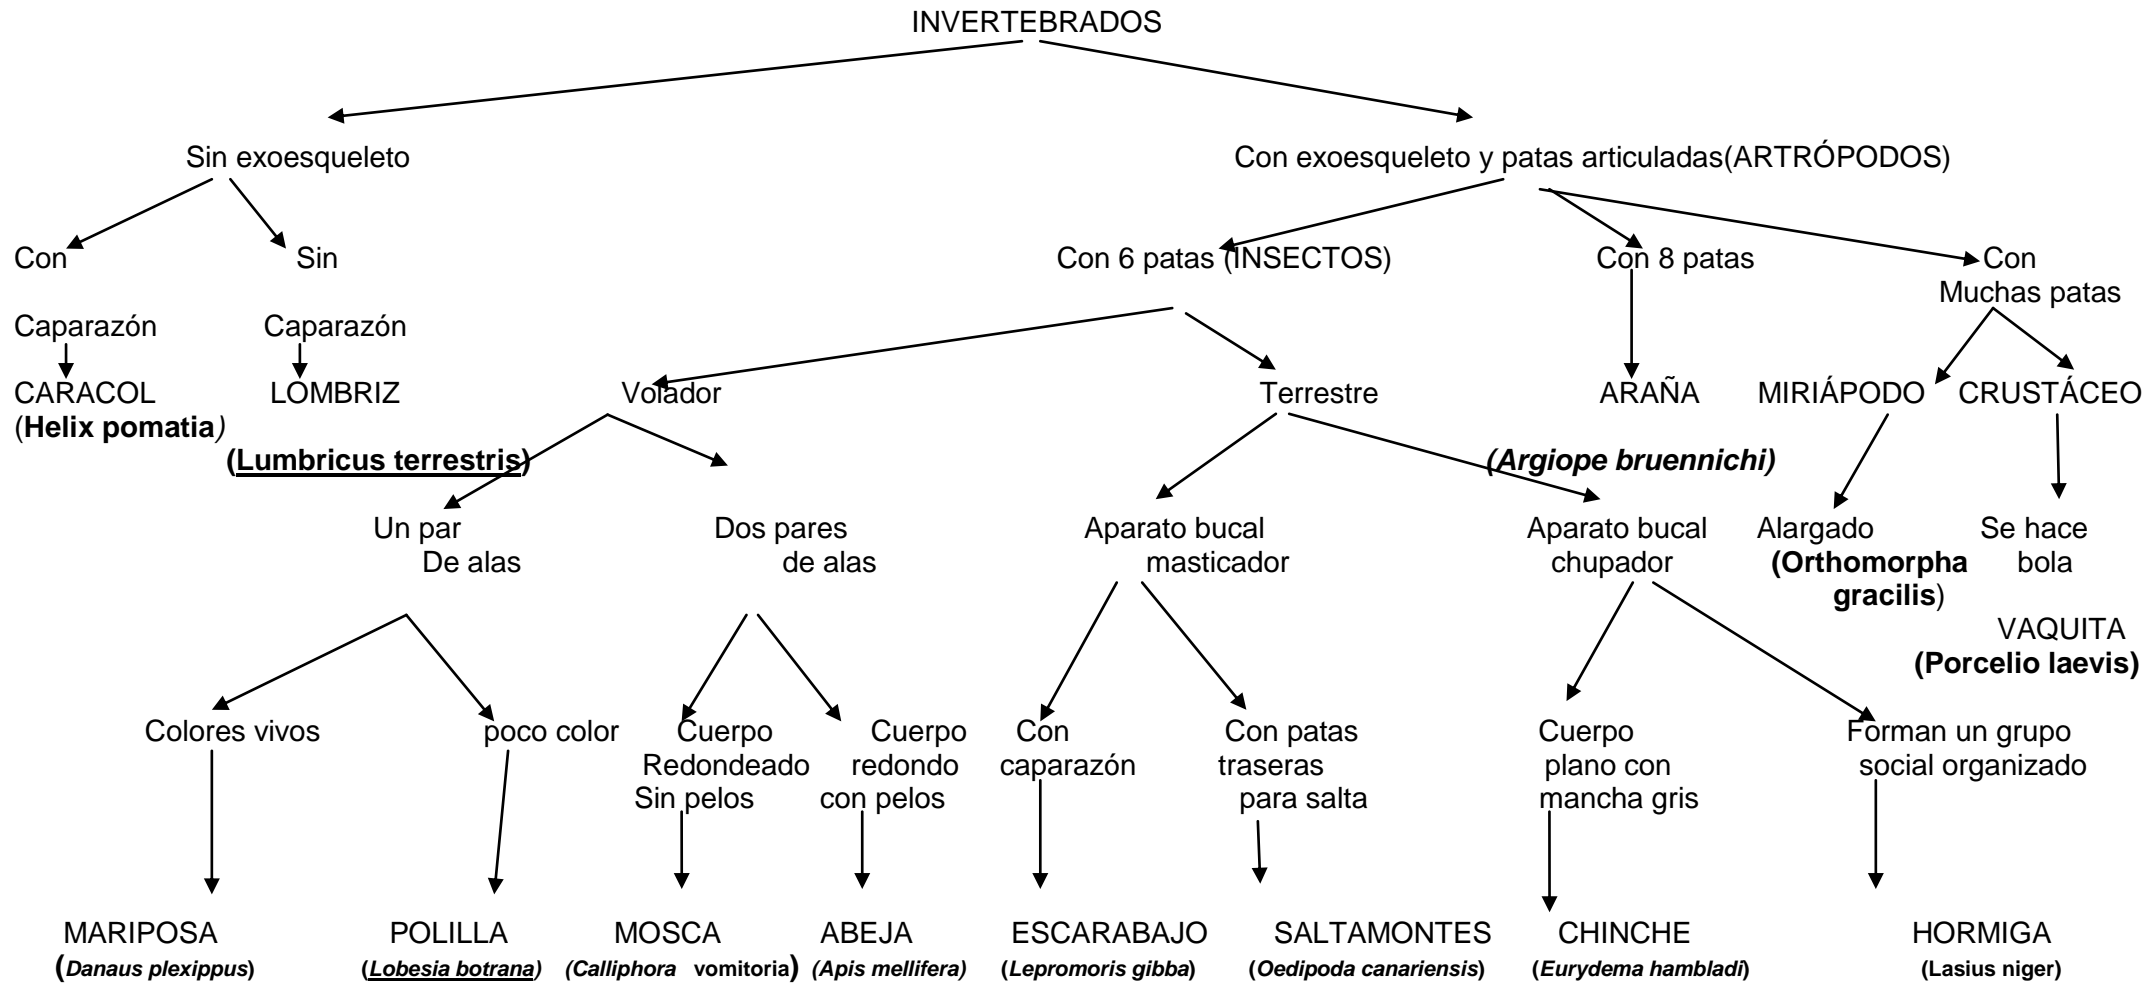 INVERTEBRADOS
Sin exoesqueleto
Con exoesqueleto y patas articuladas(ARTRÓPODOS)
Con
Sin
Con 6 patas (INSECTOS)
Con 8 patas
Con
Muchas patas
Caparazón
Caparazón
CARACOL
(Helix pomatia)
LOMBRIZ
(Lumbricus terrestris)
Volador
Terrestre
ARAÑA
(Argiope bruennichi)
MIRIÁPODO
CRUSTÁCEO
Un par
De alas
Dos pares
de alas
Aparato bucal
masticador
Aparato bucal
chupador
Alargado
(Orthomorpha
gracilis)
Se hace
bola
VAQUITA
(Porcelio laevis)
Colores vivos
poco color
Cuerpo
Redondeado
Sin pelos
Cuerpo
redondo
con pelos
Con
caparazón
Con patas
traseras
para salta
Cuerpo
plano con
mancha gris
Forman un grupo
social organizado
MARIPOSA
(Danaus plexippus)
POLILLA
(Lobesia botrana)
MOSCA
(Calliphora vomitoria)
ABEJA
(Apis mellifera)
ESCARABAJO
(Lepromoris gibba)
SALTAMONTES
(Oedipoda canariensis)
CHINCHE
(Eurydema hambladi)
HORMIGA
(Lasius niger)